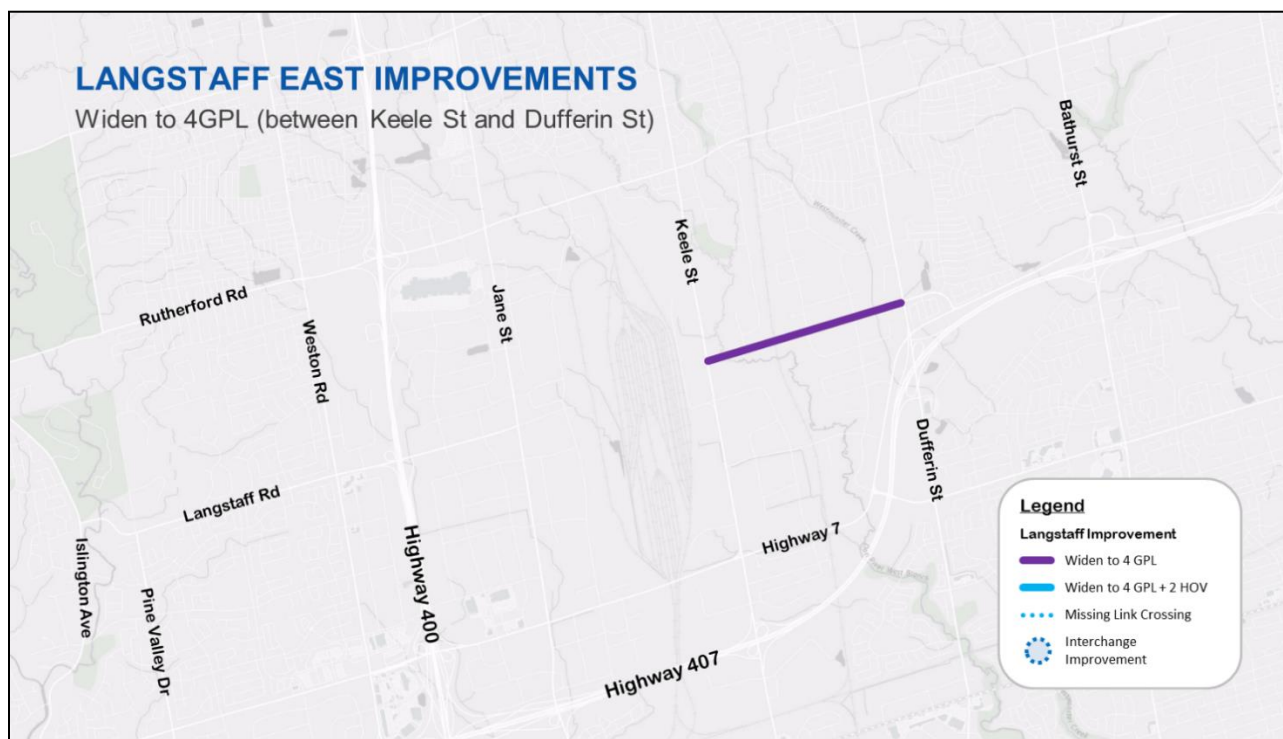 LANGSTAFF EAST IMPROVEMENTS
Widen to 4GPL (between Keele St and Dufferin St)
Bathurst St
Keele St
Rutherford Rd
Jane St
Weston Rd
Dufferin St
Langstaff Rd
Highway 7
Highway 400
Islington Ave
Pine Valley Dr
Highway 407
Legend
Langstaff Improvement
Widen to 4 GPL
Widen to 4 GPL + 2 HOV
Missing Link Crossing
Interchange
Improvement